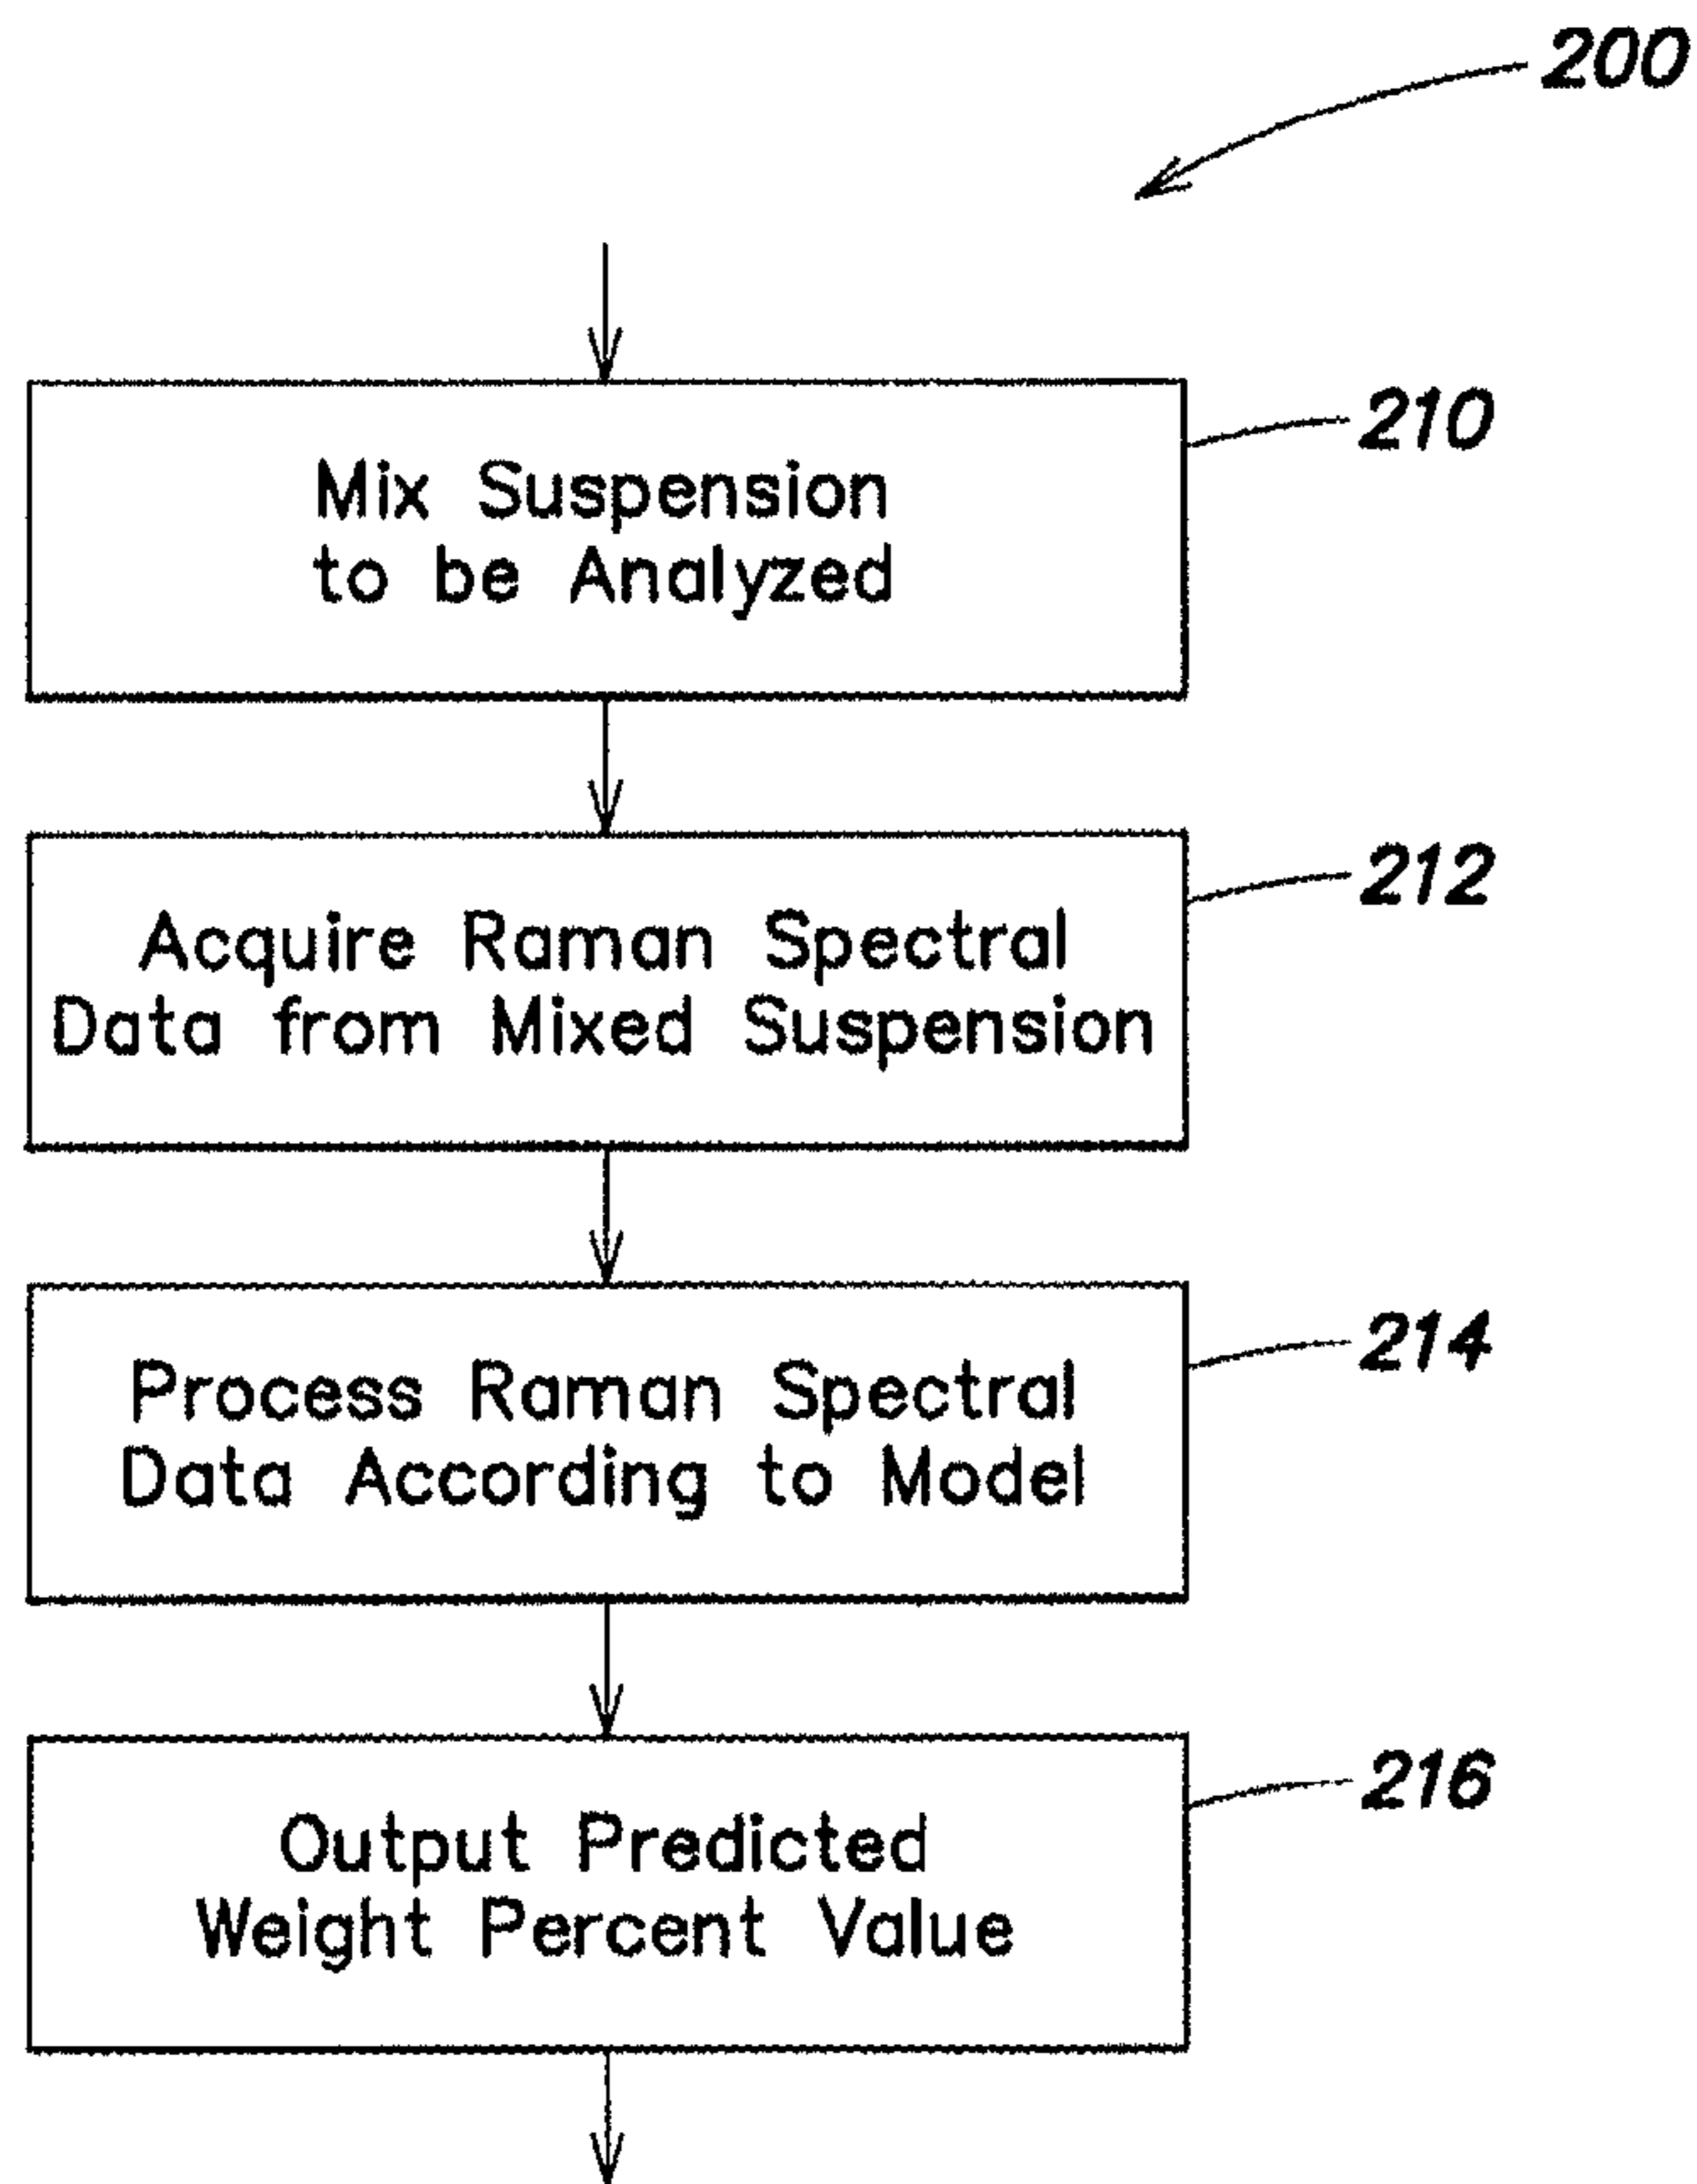 200
210
Mix Suspension
to be Analyzed
212
Acquire Raman Spectral
Data from Mixed Suspension
214
Process Raman Spectral
Data According to Model
216
Output Predicted
Weight Percent Value